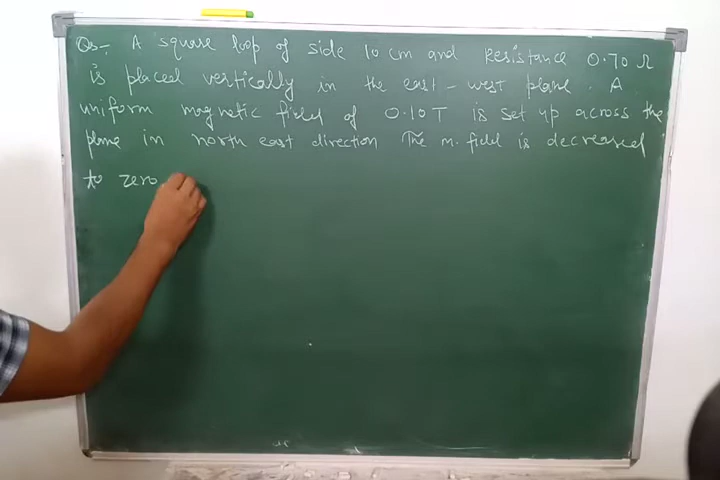 Qs-. A square loop of side 10 cm and Resistance 0.70 Ω
is placed vertically in the east-west plane. A
uniform magnetic field of 0.10T is set up across the
plane in north east direction The m. field is decreased
to zero